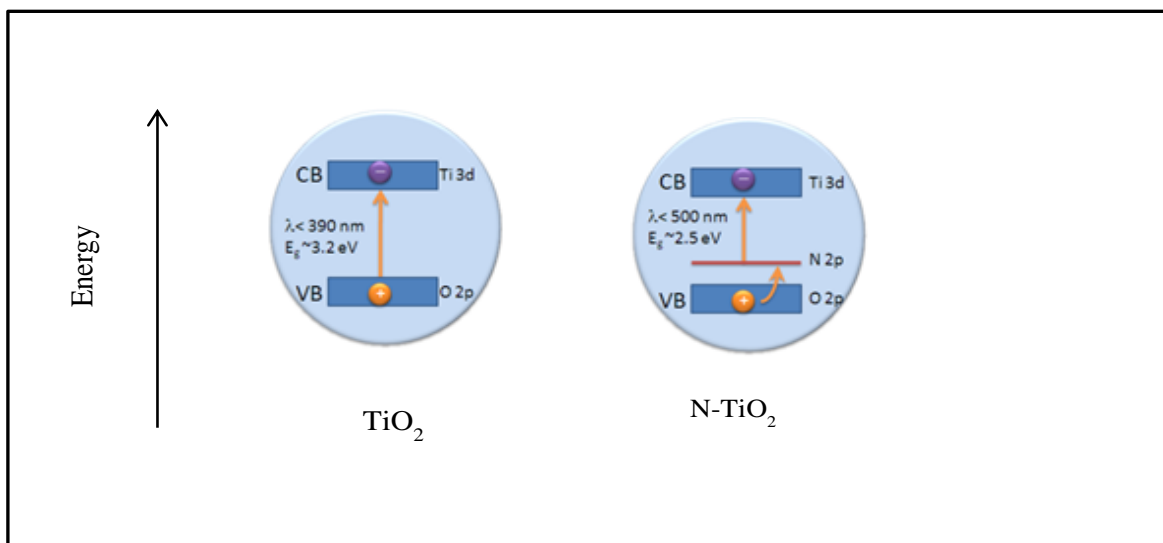 Energy
CB
−
Ti 3d
λ< 390 nm
E_g ~3.2 eV
VB
+
O 2p
TiO₂
CB
−
Ti 3d
λ< 500 nm
E_g ~2.5 eV
N 2p
VB
+
O 2p
N-TiO₂